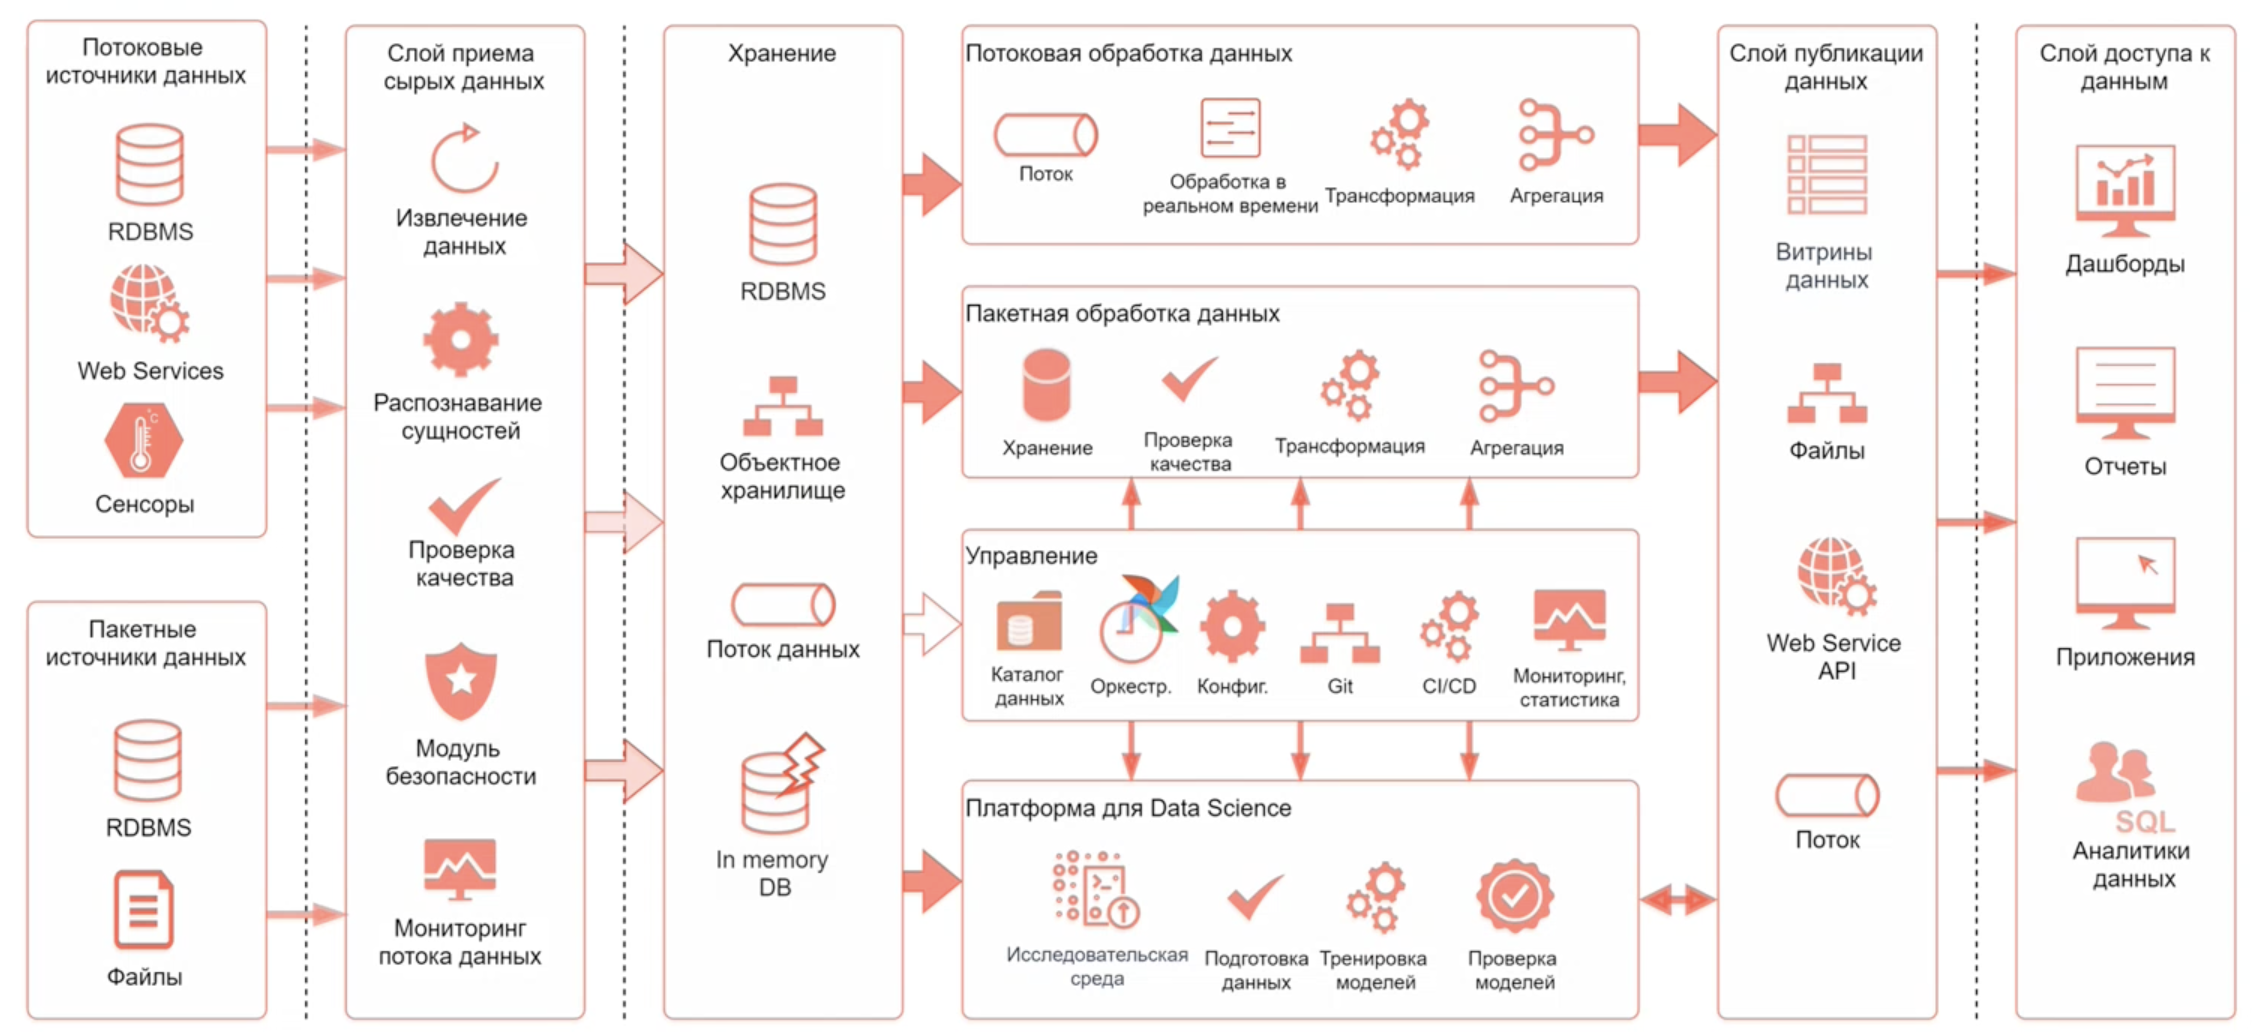 Потоковые
источники данных
RDBMS
Web Services
°C
Сенсоры
Пакетные
источники данных
RDBMS
Файлы
Слой приема
сырых данных
Извлечение
данных
Распознавание
сущностей
Проверка
качества
Модуль
безопасности
Мониторинг
потока данных
Хранение
RDBMS
Объектное
хранилище
Поток данных
In memory
DB
Потоковая обработка данных
Поток
Обработка в
реальном времени
Трансформация
Агрегация
Пакетная обработка данных
Хранение
Проверка
качества
Трансформация
Агрегация
Управление
Каталог
данных
Оркестр.
Конфиг.
Git
CI/CD
Мониторинг,
статистика
Платформа для Data Science
Исследовательская
среда
Подготовка
данных
Тренировка
моделей
Проверка
моделей
Слой публикации
данных
Витрины
данных
Файлы
Web Service
API
Поток
Слой доступа к
данным
Дашборды
Отчеты
Приложения
SQL
Аналитики
данных